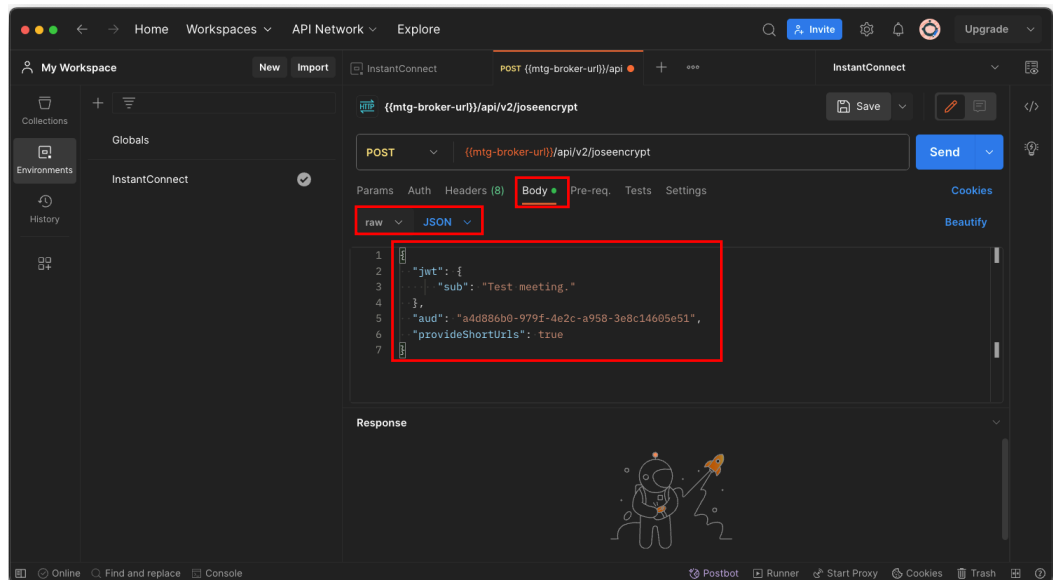 Home Workspaces API Network Explore Invite Upgrade
My Workspace New Import InstantConnect POST {{mtg-broker-url}}/api InstantConnect
Collections
Environments
History
Globals
InstantConnect
HTTP {{mtg-broker-url}}/api/v2/joseencrypt Save
POST {{mtg-broker-url}}/api/v2/joseencrypt Send
Params Auth Headers (8) Body Pre-req. Tests Settings Cookies
raw JSON Beautify
1 {
2 "jwt": {
3 "sub": "Test meeting."
4 },
5 "aud": "a4d886b0-979f-4e2c-a958-3e8c14605e51",
6 "provideShortUrls": true
7 }
Response
Online Find and replace Console Postbot Runner Start Proxy Cookies Trash